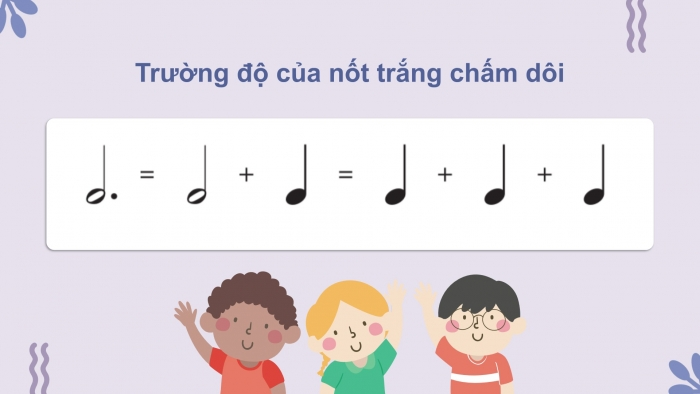 Trường độ của nốt trắng chấm dôi
= + = + +